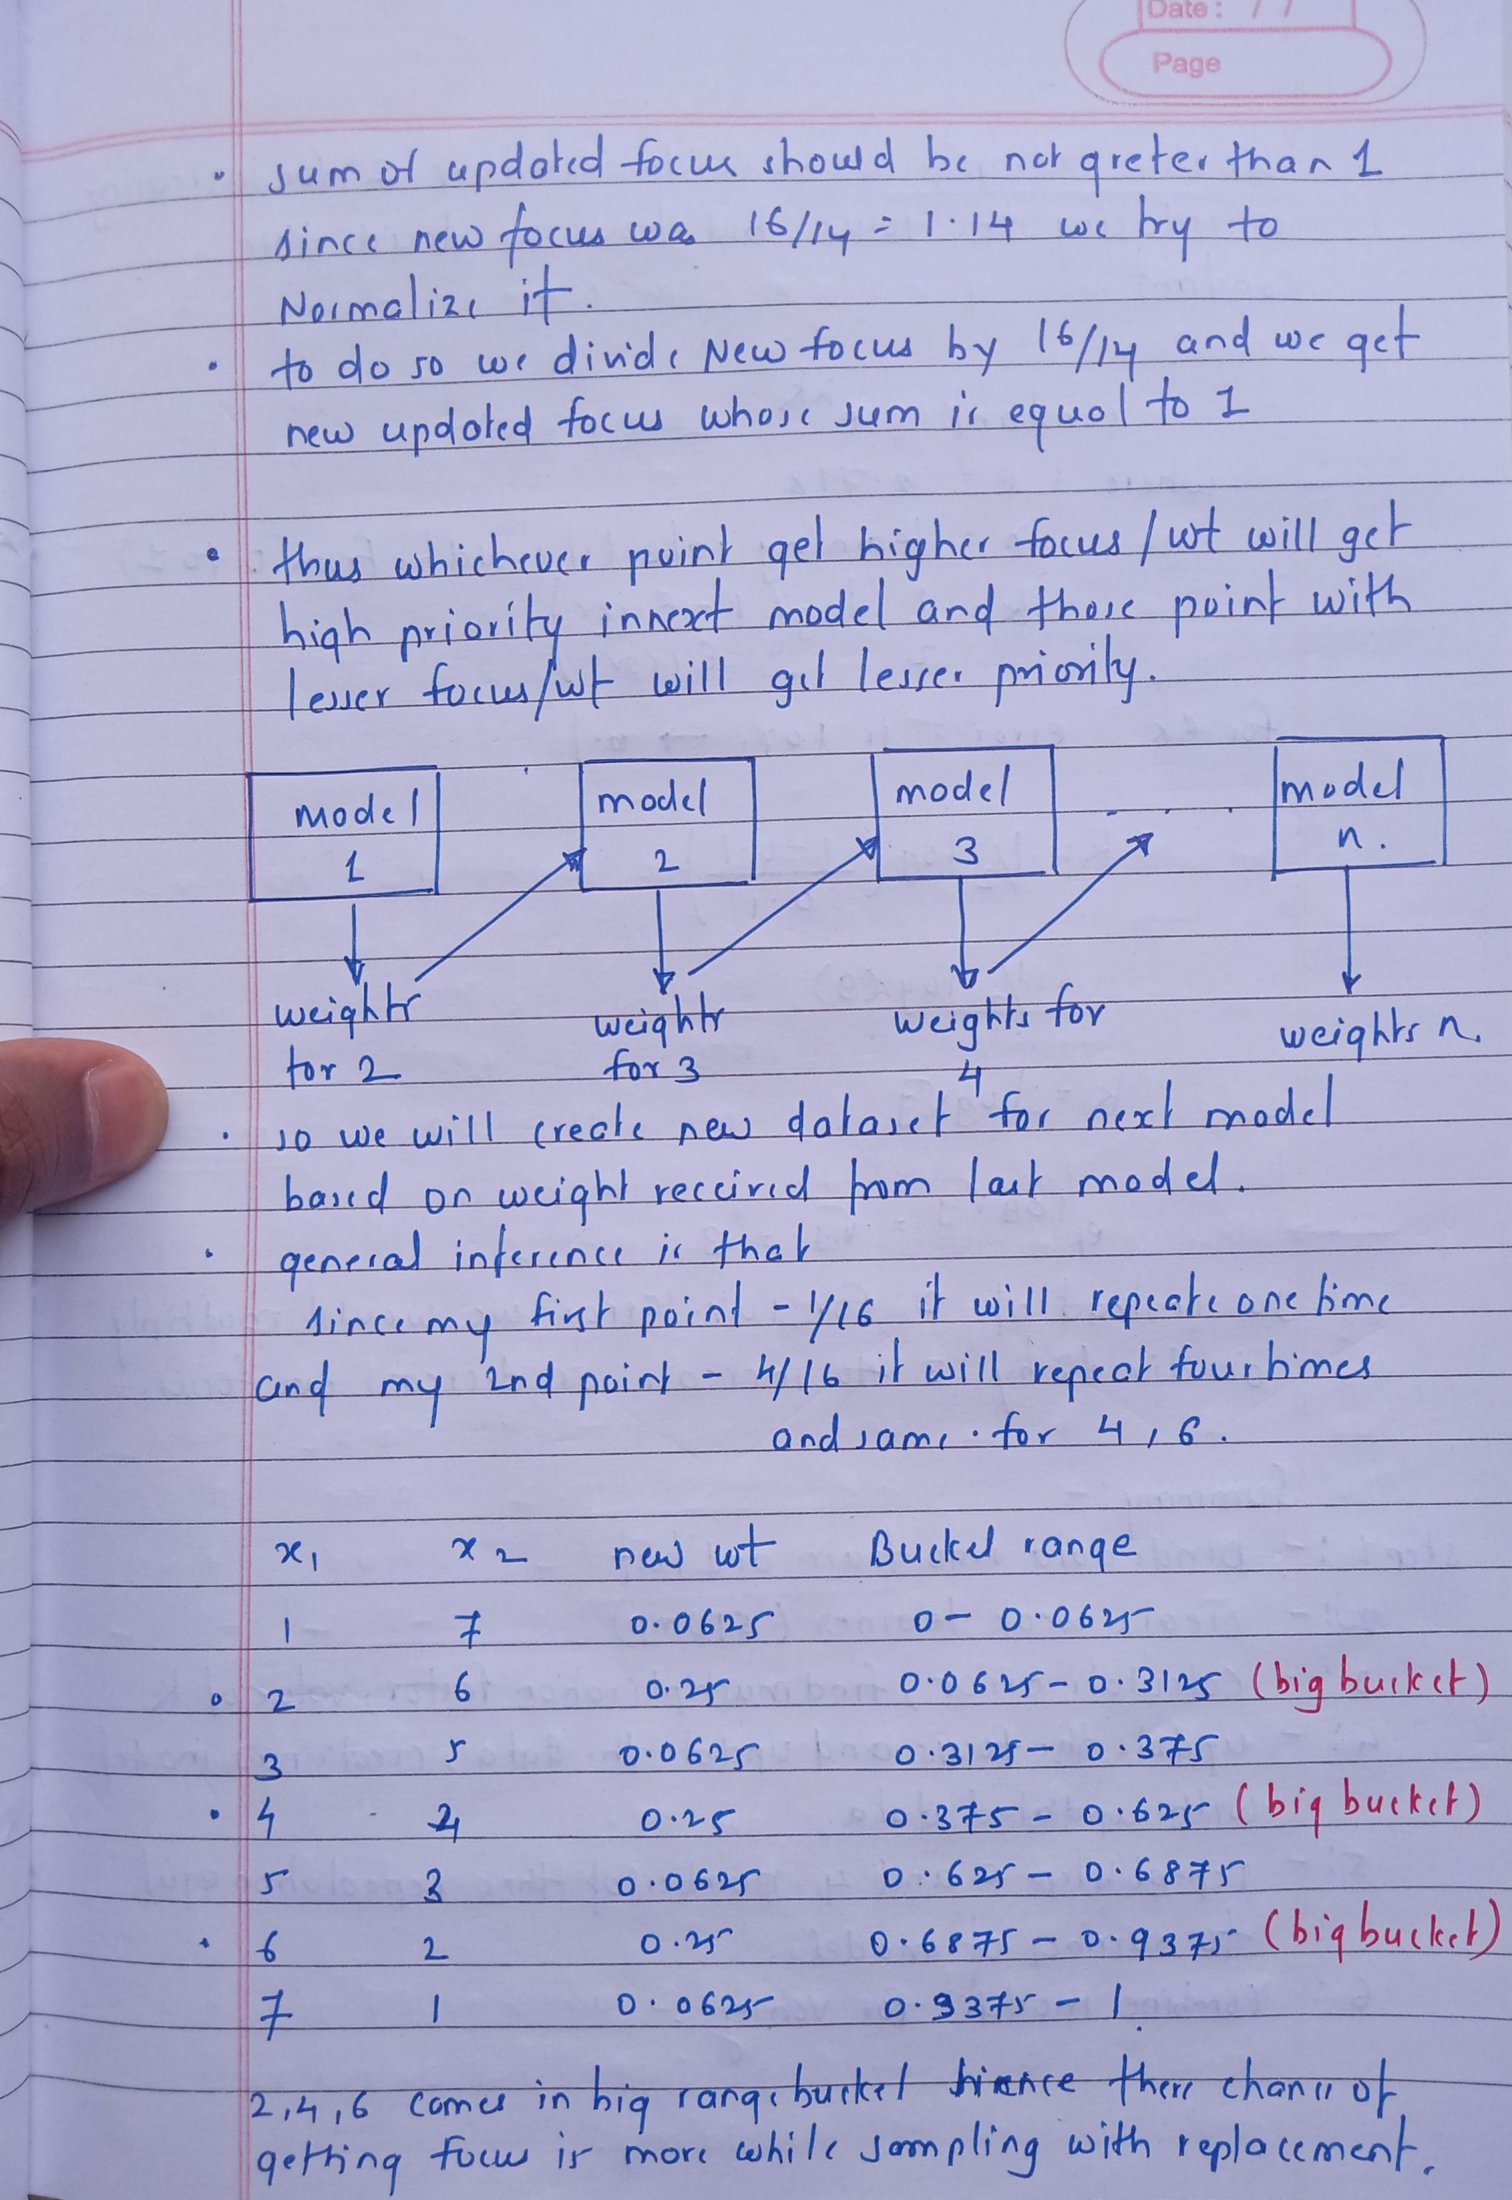 Date : / /
Page
• sum of updated focus should be not greter than 1
since new focus was 16/14 = 1.14 we try to
Normalize it.
• to do so we divide New focus by 16/14 and we get
new updated focus whose sum is equal to 1
• thus whichever point get higher focus / wt will get
high priority in next model and those point with
lesser focus/wt will get lesser priority.
model model model . . . model
1 2 3 n.
weights weights weights for weights n.
for 2 for 3 4
• so we will create new dataset for next model
based on weight received from last model.
• general inference is that
since my first point - 1/16 it will repeate one time
and my 2nd point - 4/16 it will repeat four times
and same . for 4 , 6 .
x1 x2 new wt Bucket range
1 7 0.0625 0 - 0.0625
• 2 6 0.25 0.0625 - 0.3125 (big bucket)
3 5 0.0625 0.3125 - 0.375
• 4 4 0.25 0.375 - 0.625 (big bucket)
5 3 0.0625 0.625 - 0.6875
• 6 2 0.25 0.6875 - 0.9375 (big bucket)
7 1 0.0625 0.9375 - 1
2,4,6 comes in big range bucket hience there chance of
getting focus is more while sampling with replacement.